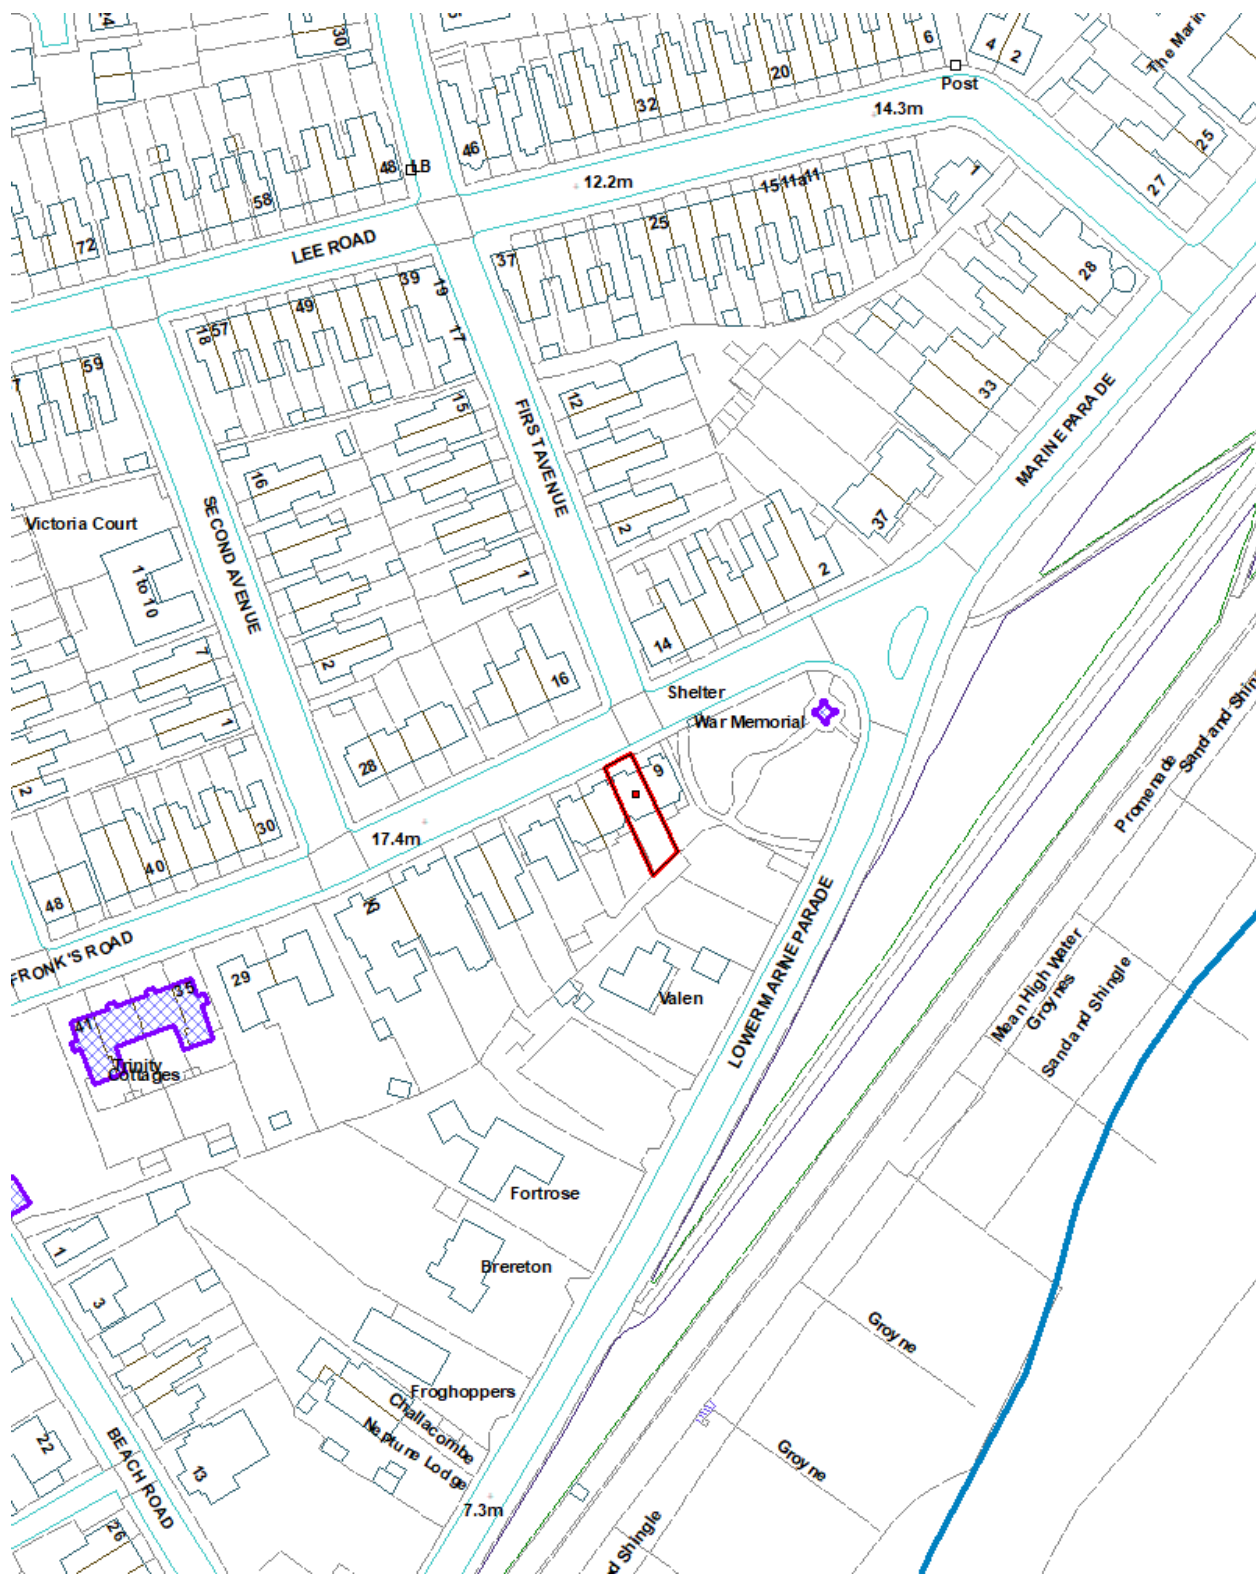 30
6
4
2
The Marin
20
Post
32
14.3m
46
48
LB
25
12.2m
1
15
11a
11
27
58
25
72
LEE ROAD
37
28
39
19
49
18
57
17
59
7
FIRST AVENUE
12
15
33
MARINE PARADE
16
SECOND AVENUE
Victoria Court
2
37
1 to 10
1
2
14
7
2
16
Shelter
War Memorial
1
28
9
2
30
17.4m
40
48
LOWER MARINE PARADE
Promenade
Sand and Shin
FRONK'S ROAD
29
35
Valen
Mean High Water
Groynes
Sand and Shingle
41
Trinity
Cottages
Fortrose
1
Brereton
3
Groyne
Froghoppers
Challacombe
Neptune Lodge
22
BEACH ROAD
13
Groyne
7.3m
26
d Shingle